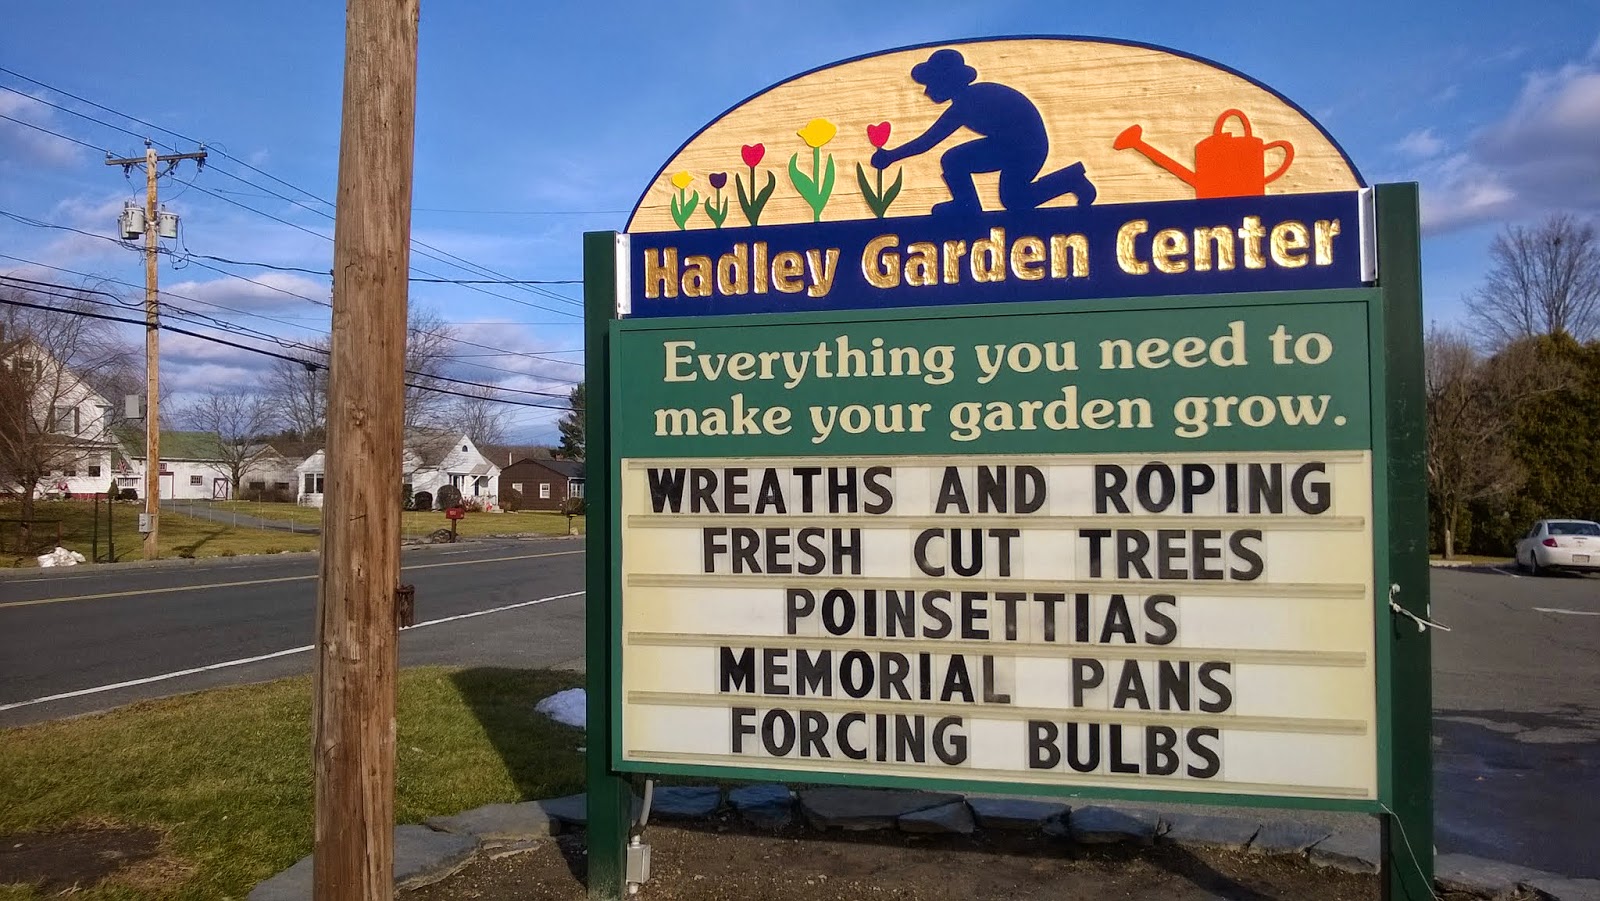 Hadley Garden Center
Everything you need to
make your garden grow.
WREATHS AND ROPING
FRESH CUT TREES
POINSETTIAS
MEMORIAL PANS
FORCING BULBS